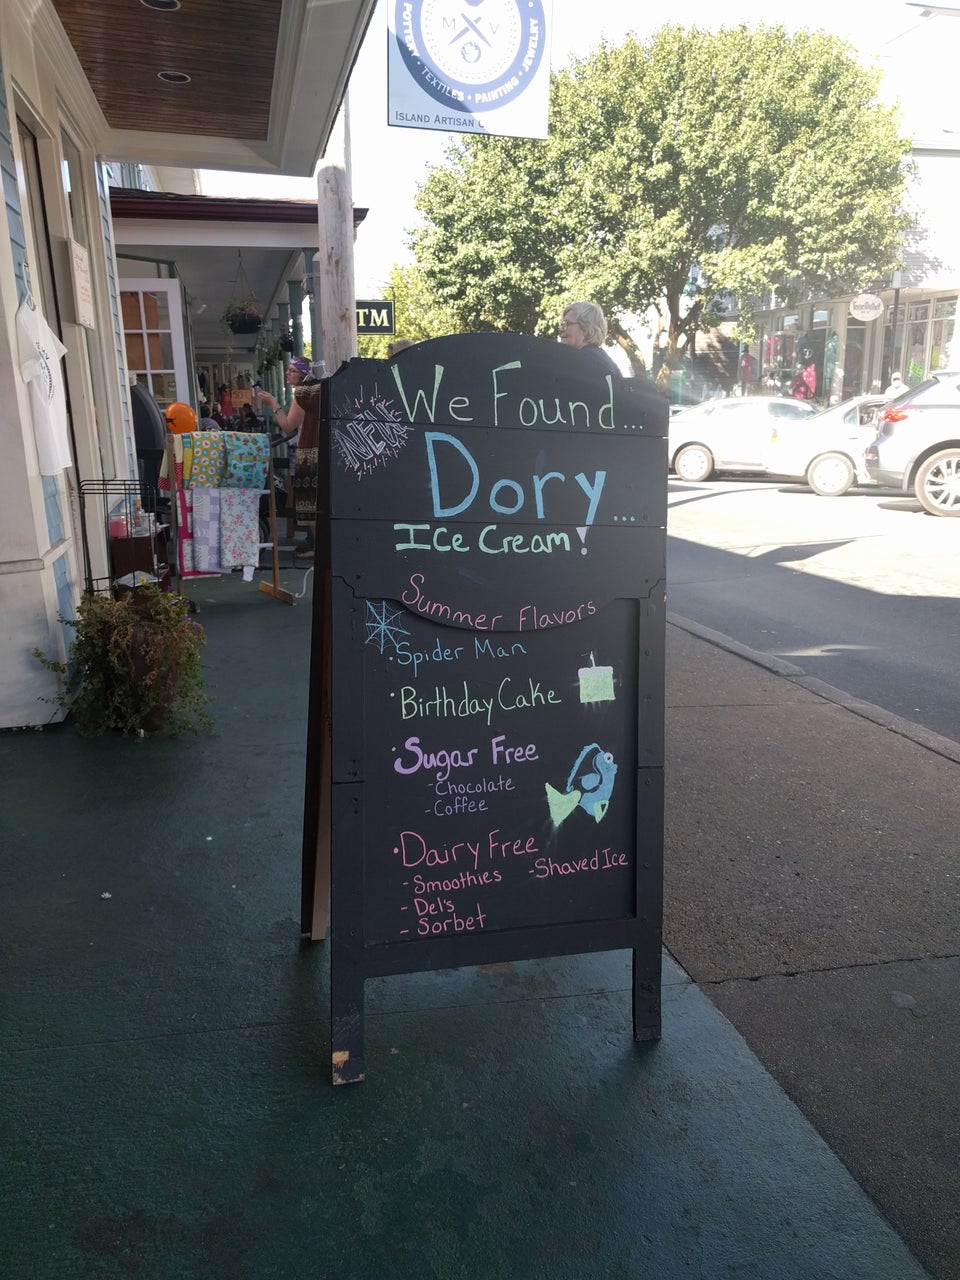 M V
POTTERY • TEXTILES • PAINTING • JEWELRY •
ISLAND ARTISAN
TM
We Found...
NEW
Dory...
Ice Cream!
Summer Flavors
• Spider Man
• Birthday Cake
• Sugar Free
- Chocolate
- Coffee
• Dairy Free
- Smoothies - Shaved Ice
- Del's
- Sorbet